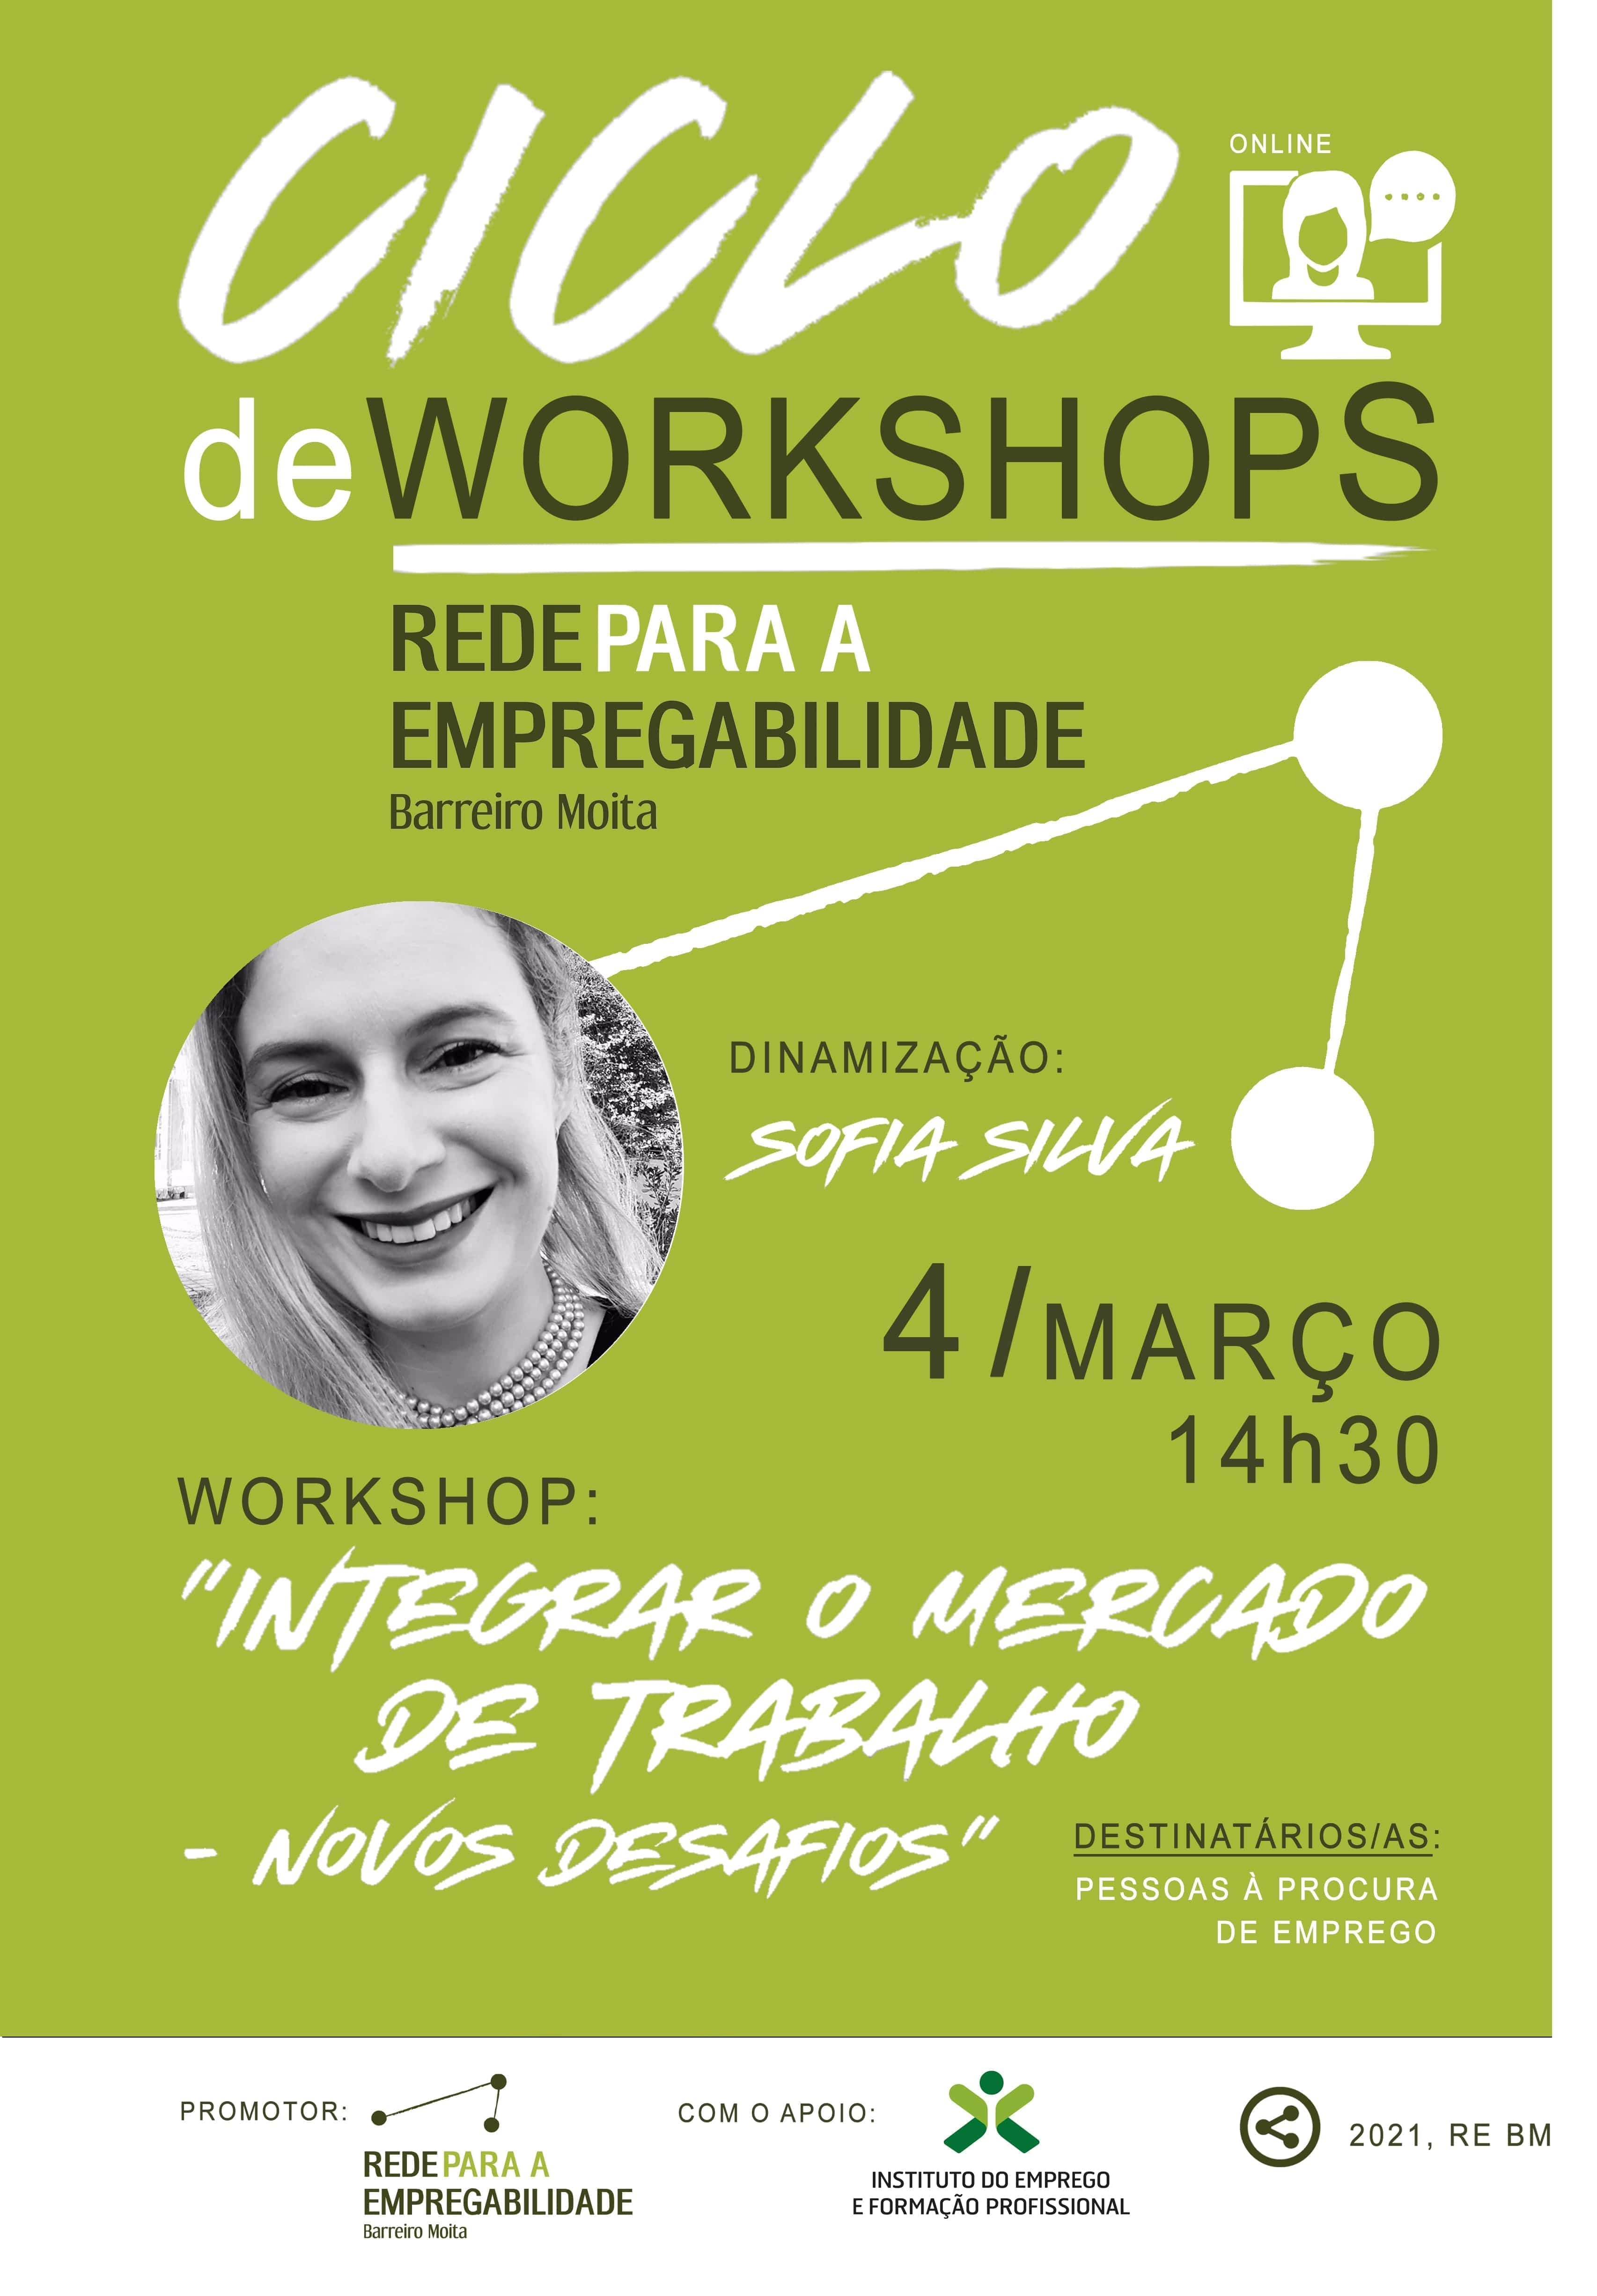 CICLO
ONLINE
de WORKSHOPS
REDE PARA A
EMPREGABILIDADE
Barreiro Moita
DINAMIZAÇÃO:
SOFIA SILVA
4/MARÇO
14h30
WORKSHOP:
"INTEGRAR O MERCADO
DE TRABALHO
- NOVOS DESAFIOS"
DESTINATÁRIOS/AS:
PESSOAS À PROCURA
DE EMPREGO
PROMOTOR:
REDE PARA A
EMPREGABILIDADE
Barreiro Moita
COM O APOIO:
INSTITUTO DO EMPREGO
E FORMAÇÃO PROFISSIONAL
2021, RE BM